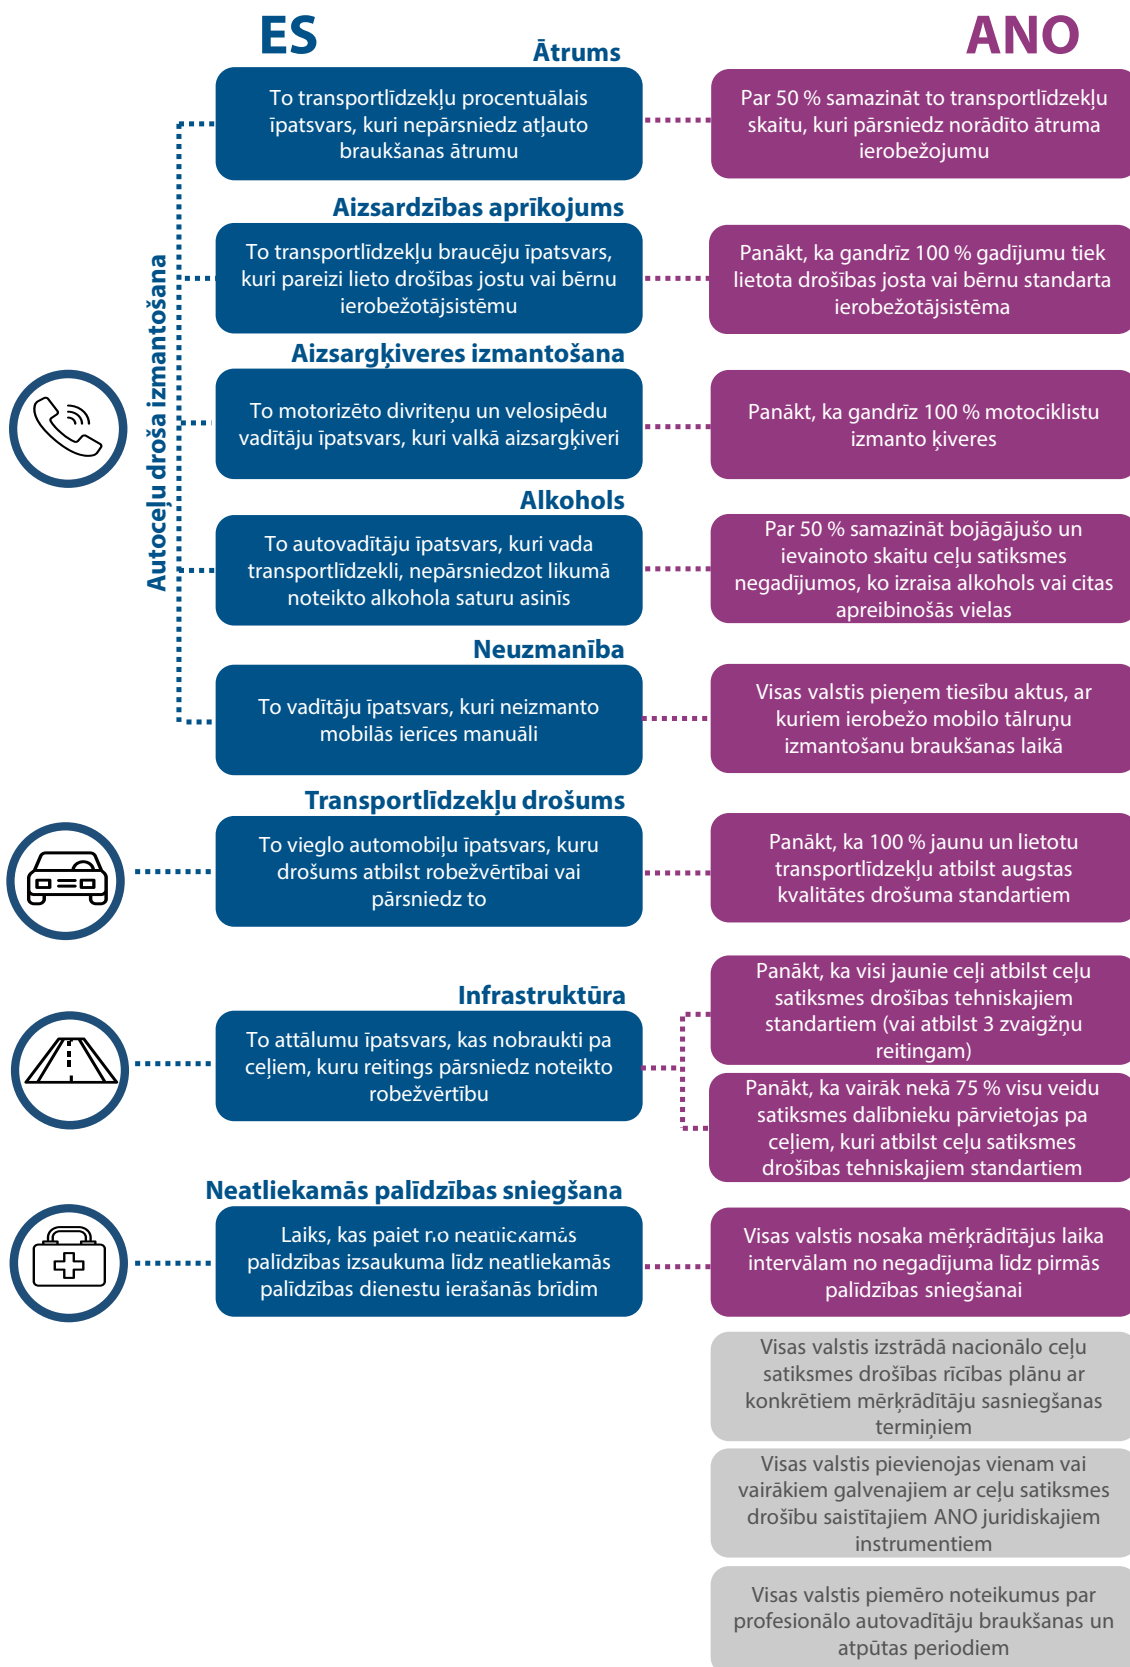 ES
ANO
Autoceļu droša izmantošana
Ātrums
To transportlīdzekļu procentuālais
īpatsvars, kuri nepārsniedz atļauto
braukšanas ātrumu
Par 50 % samazināt to transportlīdzekļu
skaitu, kuri pārsniedz norādīto ātruma
ierobežojumu
Aizsardzības aprīkojums
To transportlīdzekļu braucēju īpatsvars,
kuri pareizi lieto drošības jostu vai bērnu
ierobežotājsistēmu
Panākt, ka gandrīz 100 % gadījumu tiek
lietota drošības josta vai bērnu standarta
ierobežotājsistēma
Aizsargķiveres izmantošana
To motorizēto divriteņu un velosipēdu
vadītāju īpatsvars, kuri valkā aizsargķiveri
Panākt, ka gandrīz 100 % motociklistu
izmanto ķiveres
Alkohols
To autovadītāju īpatsvars, kuri vada
transportlīdzekli, nepārsniedzot likumā
noteikto alkohola saturu asinīs
Par 50 % samazināt bojāgājušo un
ievainoto skaitu ceļu satiksmes
negadījumos, ko izraisa alkohols vai citas
apreibinošās vielas
Neuzmanība
To vadītāju īpatsvars, kuri neizmanto
mobilās ierīces manuāli
Visas valstis pieņem tiesību aktus, ar
kuriem ierobežo mobilo tālruņu
izmantošanu braukšanas laikā
Transportlīdzekļu drošums
To vieglo automobiļu īpatsvars, kuru
drošums atbilst robežvērtībai vai
pārsniedz to
Panākt, ka 100 % jaunu un lietotu
transportlīdzekļu atbilst augstas
kvalitātes drošuma standartiem
Infrastruktūra
To attālumu īpatsvars, kas nobraukti pa
ceļiem, kuru reitings pārsniedz noteikto
robežvērtību
Panākt, ka visi jaunie ceļi atbilst ceļu
satiksmes drošības tehniskajiem
standartiem (vai atbilst 3 zvaigžņu
reitingam)
Panākt, ka vairāk nekā 75 % visu veidu
satiksmes dalībnieku pārvietojas pa
ceļiem, kuri atbilst ceļu satiksmes
drošības tehniskajiem standartiem
Neatliekamās palīdzības sniegšana
Laiks, kas paiet no neatliekamās
palīdzības izsaukuma līdz neatliekamās
palīdzības dienestu ierašanās brīdim
Visas valstis nosaka mērķrādītājus laika
intervālam no negadījuma līdz pirmās
palīdzības sniegšanai
Visas valstis izstrādā nacionālo ceļu
satiksmes drošības rīcības plānu ar
konkrētiem mērķrādītāju sasniegšanas
termiņiem
Visas valstis pievienojas vienam vai
vairākiem galvenajiem ar ceļu satiksmes
drošību saistītajiem ANO juridiskajiem
instrumentiem
Visas valstis piemēro noteikumus par
profesionālo autovadītāju braukšanas un
atpūtas periodiem